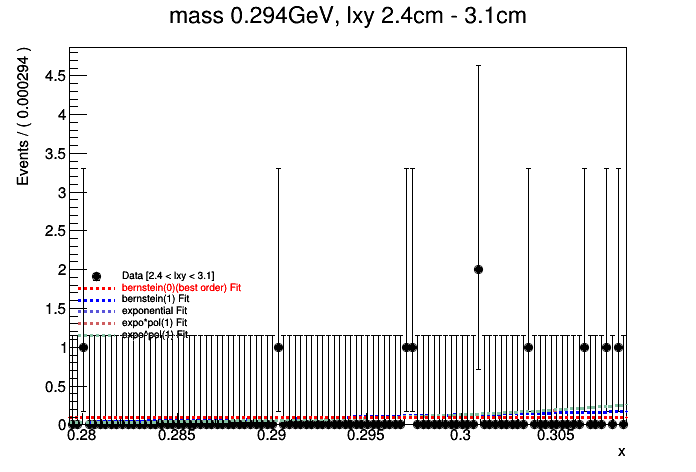 mass 0.294GeV, lxy 2.4cm - 3.1cm
Events / ( 0.000294 )
4.5
4
3.5
3
2.5
2
1.5
1
0.5
0
Data [2.4 < lxy < 3.1]
bernstein(0)(best order) Fit
bernstein(1) Fit
exponential Fit
expo*pol(1) Fit
expo*pol(1) Fit
0.28 0.285 0.29 0.295 0.3 0.305
x